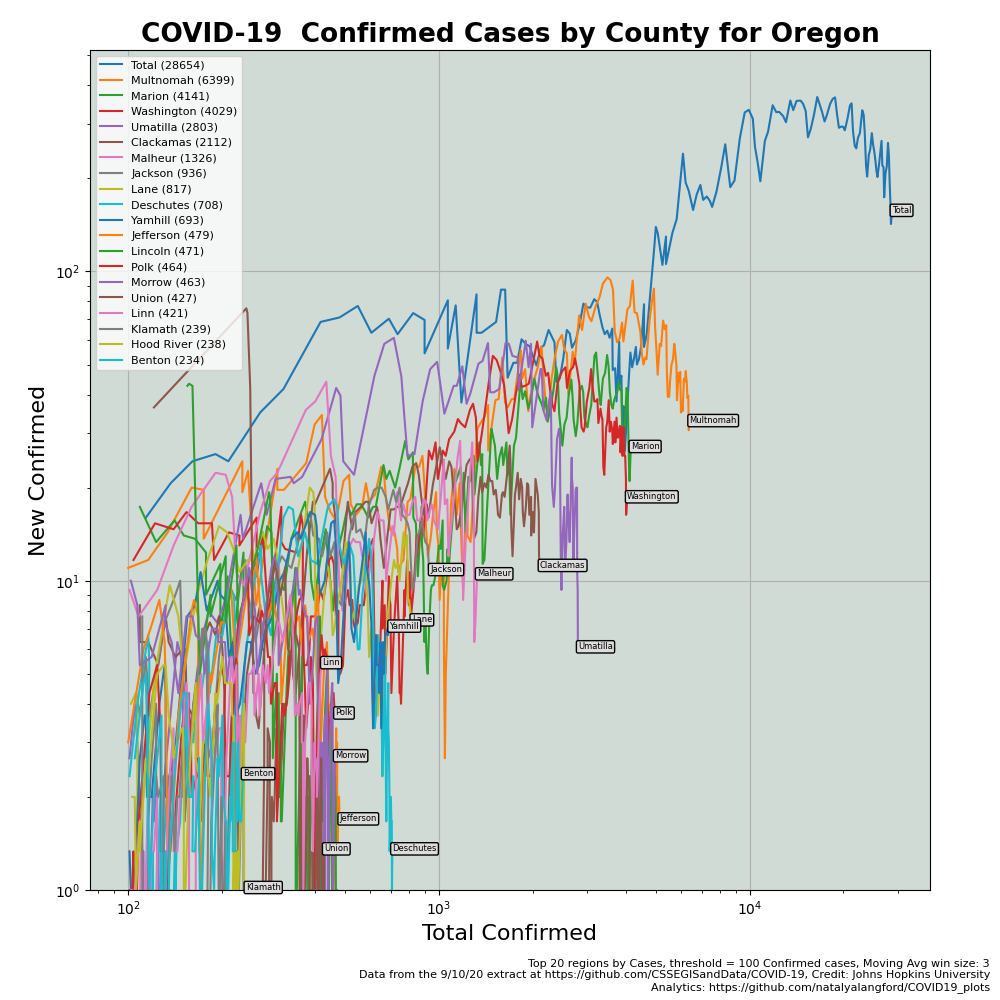 COVID-19  Confirmed Cases by County for Oregon
Total (28654)
Multnomah (6399)
Marion (4141)
Washington (4029)
Umatilla (2803)
Clackamas (2112)
Malheur (1326)
Jackson (936)
Lane (817)
Deschutes (708)
Yamhill (693)
Jefferson (479)
Lincoln (471)
Polk (464)
Morrow (463)
Union (427)
Linn (421)
Klamath (239)
Hood River (238)
Benton (234)
New Confirmed
10²
10¹
10⁰
Total
Multnomah
Marion
Washington
Clackamas
Jackson
Malheur
Lane
Yamhill
Umatilla
Linn
Polk
Morrow
Benton
Jefferson
Union
Deschutes
Klamath
10²
10³
10⁴
Total Confirmed
Top 20 regions by Cases, threshold = 100 Confirmed cases, Moving Avg win size: 3
Data from the 9/10/20 extract at https://github.com/CSSEGISandData/COVID-19, Credit: Johns Hopkins University
Analytics: https://github.com/natalyalangford/COVID19_plots